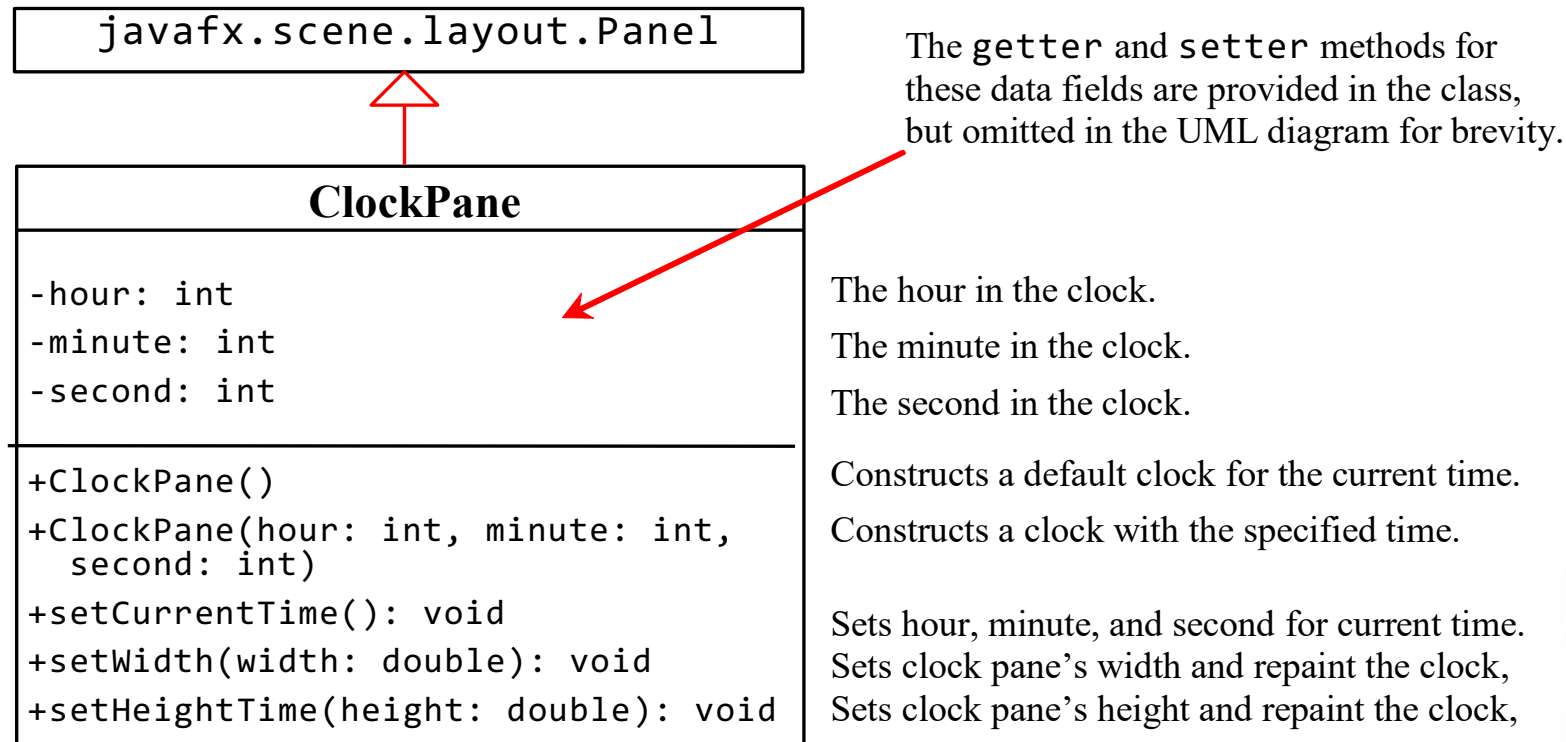 javafx.scene.layout.Panel
The getter and setter methods for
these data fields are provided in the class,
but omitted in the UML diagram for brevity.
ClockPane
-hour: int
The hour in the clock.
-minute: int
The minute in the clock.
-second: int
The second in the clock.
+ClockPane()
Constructs a default clock for the current time.
+ClockPane(hour: int, minute: int,
second: int)
Constructs a clock with the specified time.
+setCurrentTime(): void
Sets hour, minute, and second for current time.
+setWidth(width: double): void
Sets clock pane’s width and repaint the clock,
+setHeightTime(height: double): void
Sets clock pane’s height and repaint the clock,